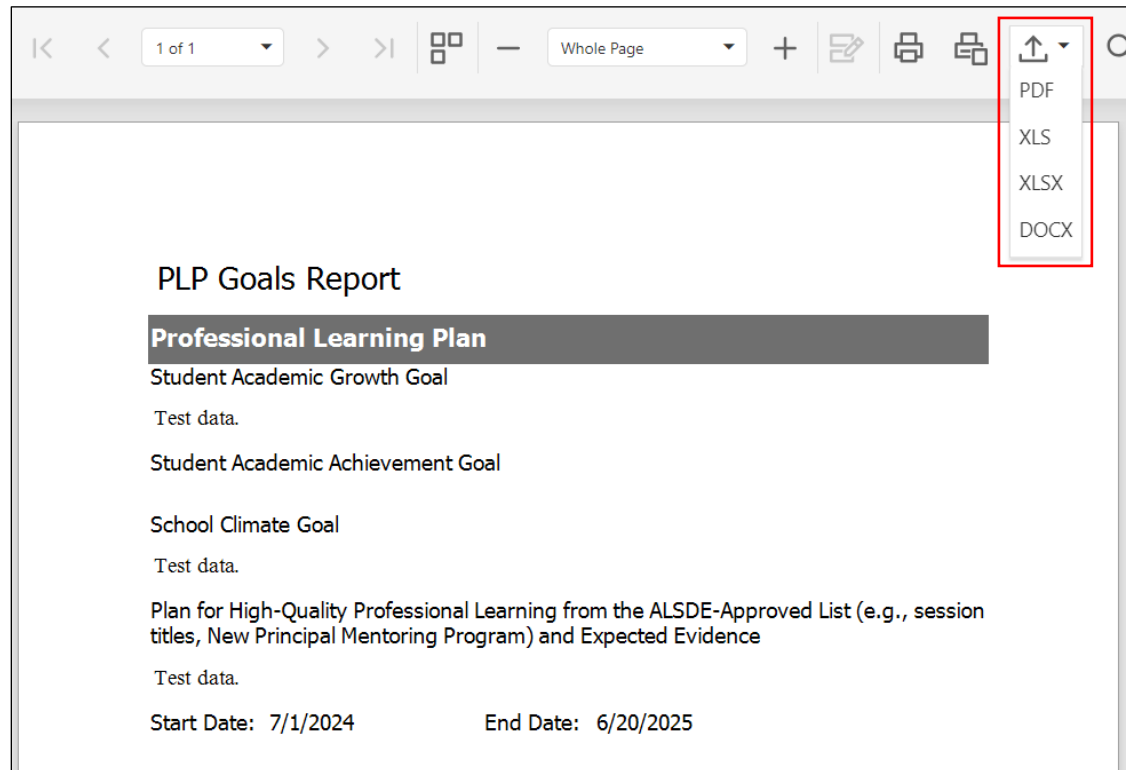 1 of 1
Whole Page
PDF
XLS
XLSX
DOCX
PLP Goals Report
Professional Learning Plan
Student Academic Growth Goal
Test data.
Student Academic Achievement Goal
School Climate Goal
Test data.
Plan for High-Quality Professional Learning from the ALSDE-Approved List (e.g., session
titles, New Principal Mentoring Program) and Expected Evidence
Test data.
Start Date: 7/1/2024 End Date: 6/20/2025